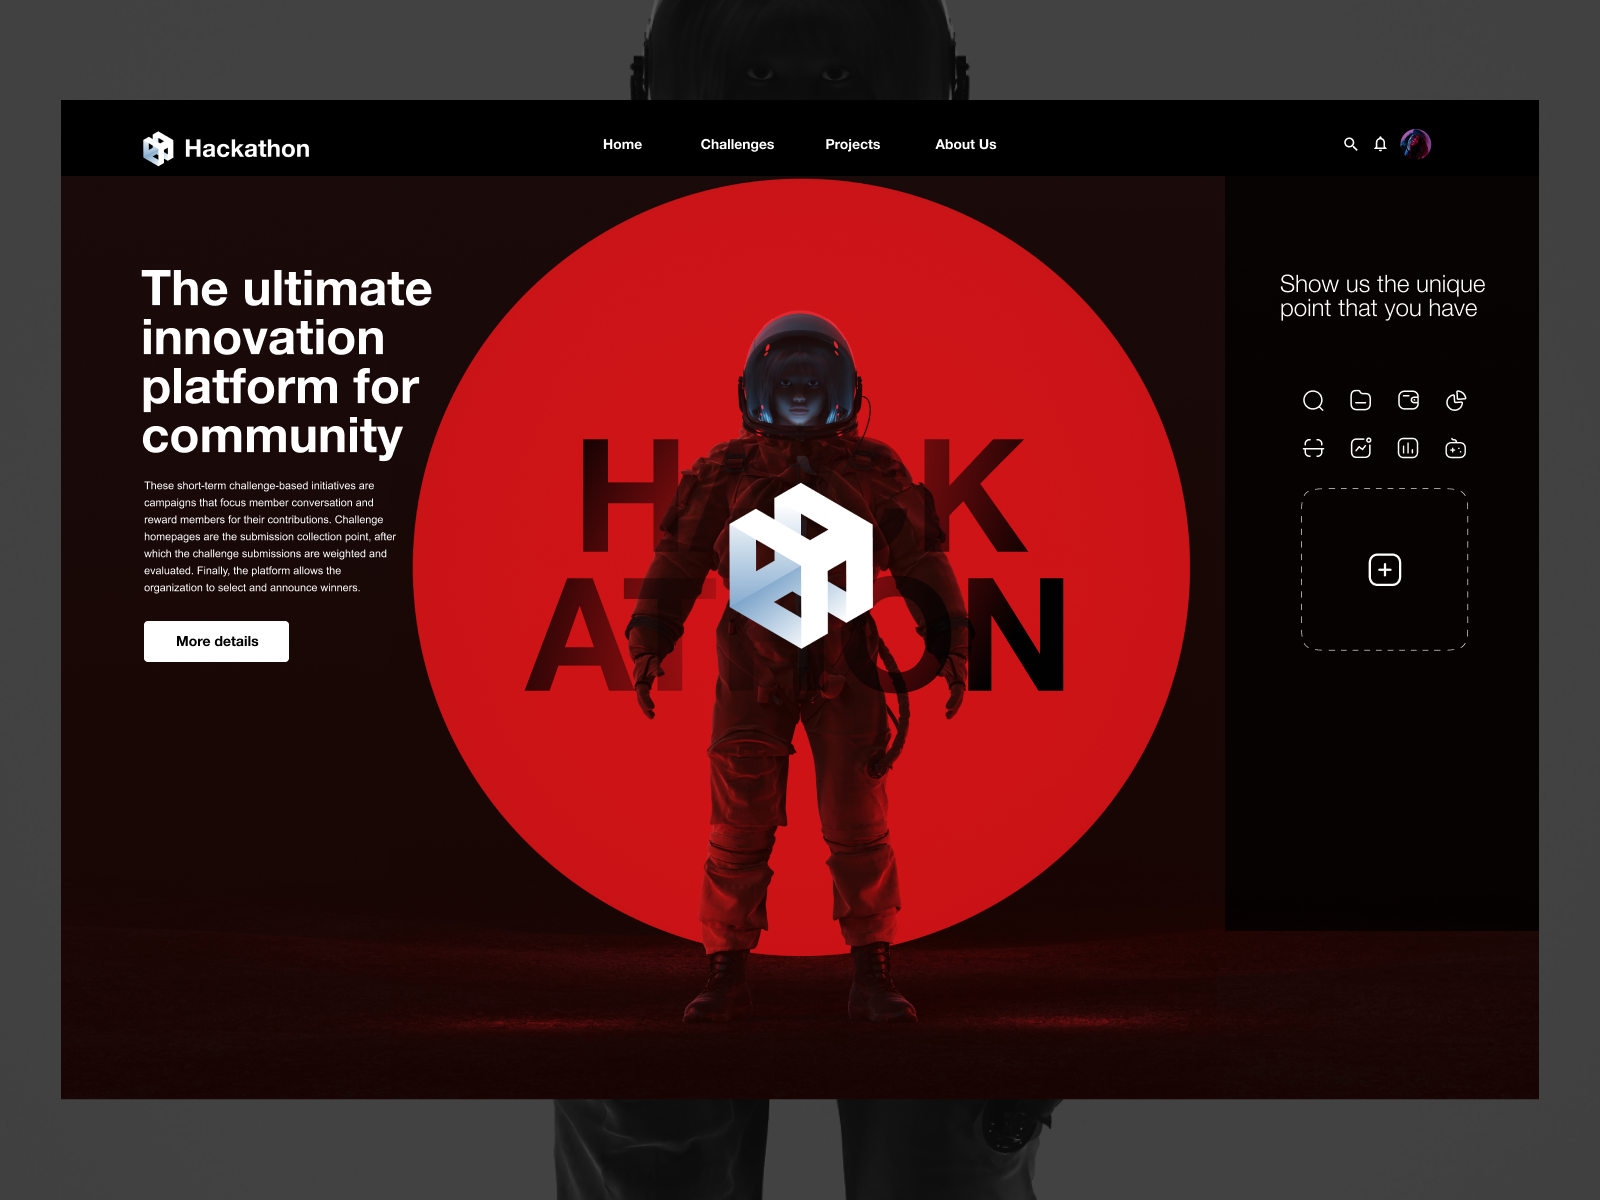 Hackathon
Home
Challenges
Projects
About Us
The ultimate
innovation
platform for
community
These short-term challenge-based initiatives are
campaigns that focus member conversation and
reward members for their contributions. Challenge
homepages are the submission collection point, after
which the challenge submissions are weighted and
evaluated. Finally, the platform allows the
organization to select and announce winners.
More details
HACK
ATHON
Show us the unique
point that you have